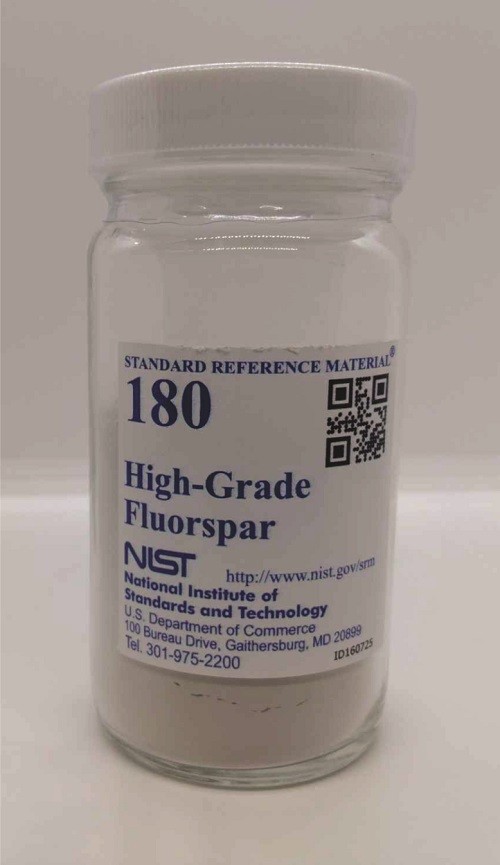 STANDARD REFERENCE MATERIAL®
180
High-Grade
Fluorspar
NIST
http://www.nist.gov/srm
National Institute of
Standards and Technology
U.S. Department of Commerce
100 Bureau Drive, Gaithersburg, MD 20899
Tel. 301-975-2200
ID160725